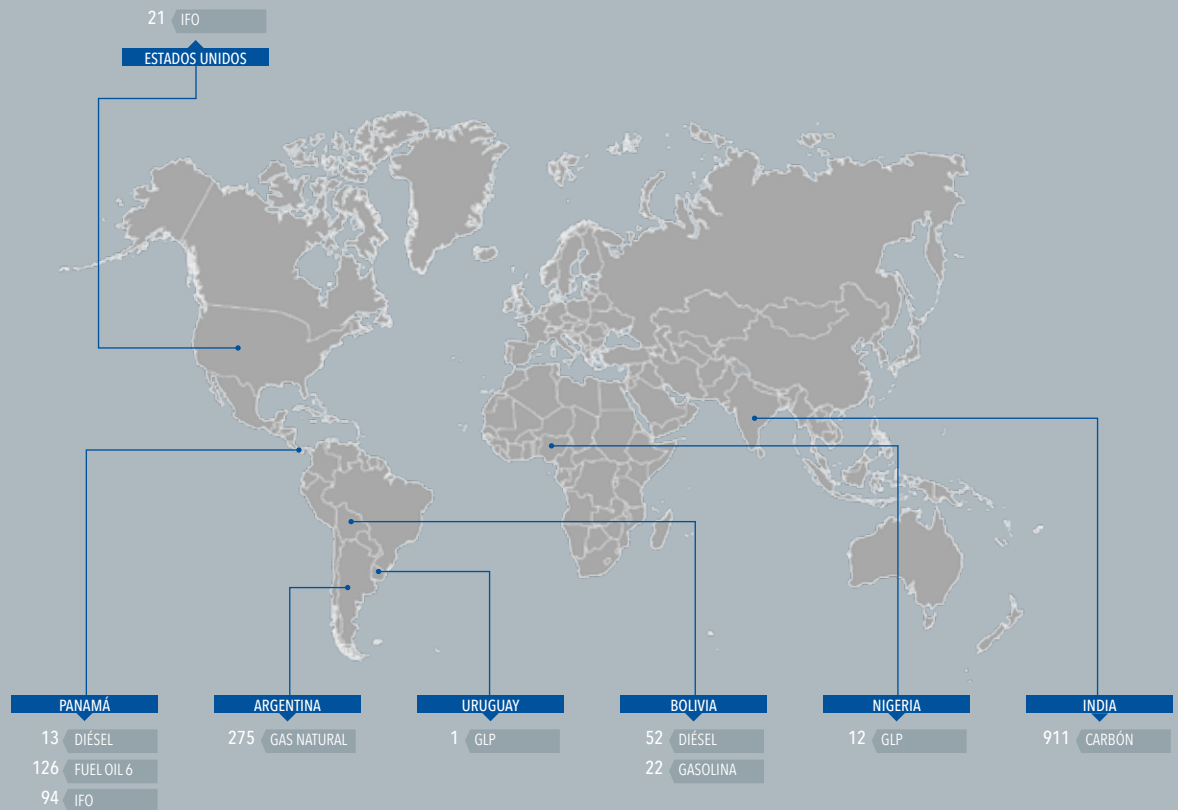 21 IFO
ESTADOS UNIDOS
PANAMÁ
13 DIÉSEL
126 FUEL OIL 6
94 IFO
ARGENTINA
275 GAS NATURAL
URUGUAY
1 GLP
BOLIVIA
52 DIÉSEL
22 GASOLINA
NIGERIA
12 GLP
INDIA
911 CARBÓN